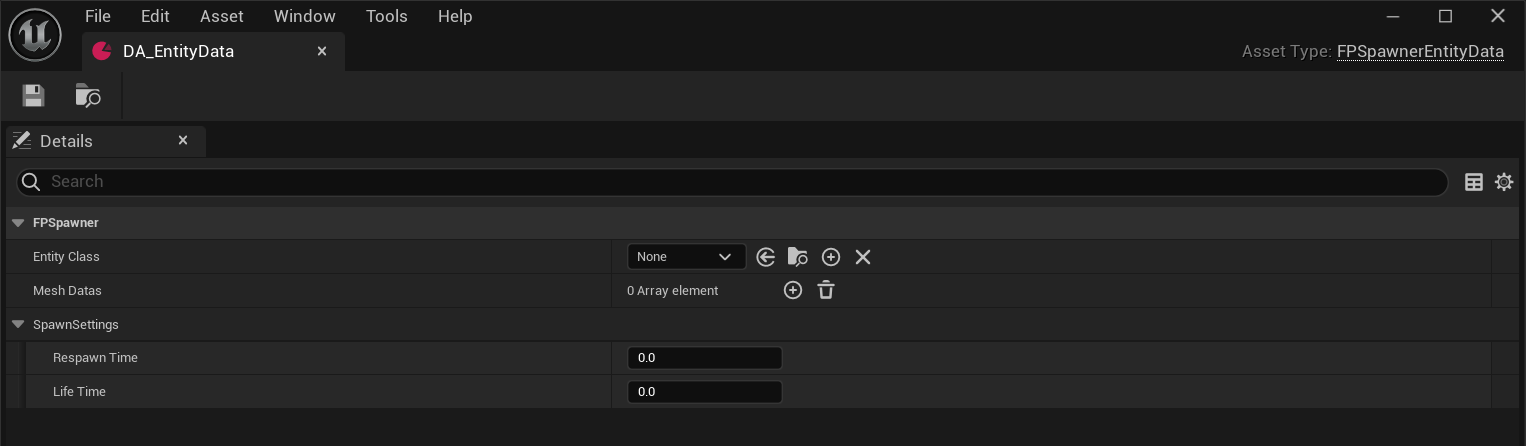 File Edit Asset Window Tools Help
DA_EntityData
Asset Type: FPSpawnerEntityData
Details
Search
FPSpawner
Entity Class None
Mesh Datas 0 Array element
SpawnSettings
Respawn Time 0.0
Life Time 0.0